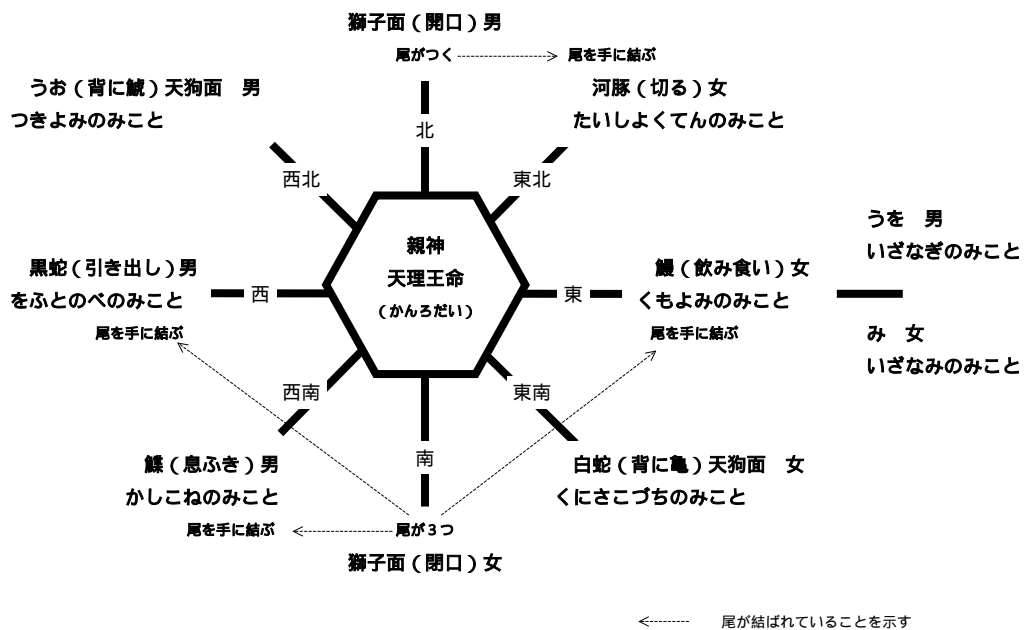 獅子面（開口）男
尾がつく
尾を手に結ぶ
うお（背に鯱）天狗面　男
つきよみのみこと
河豚（切る）女
たいしよくてんのみこと
北
西北
東北
親神
天理王命
（かんろだい）
黒蛇（引き出し）男
をふとのべのみこと
尾を手に結ぶ
西
東
鰻（飲み食い）女
くもよみのみこと
尾を手に結ぶ
うを　男
いざなぎのみこと
み　女
いざなみのみこと
西南
東南
南
鰈（息ふき）男
かしこねのみこと
尾を手に結ぶ
白蛇（背に亀）天狗面　女
くにさこづちのみこと
尾が３つ
獅子面（閉口）女
尾が結ばれていることを示す